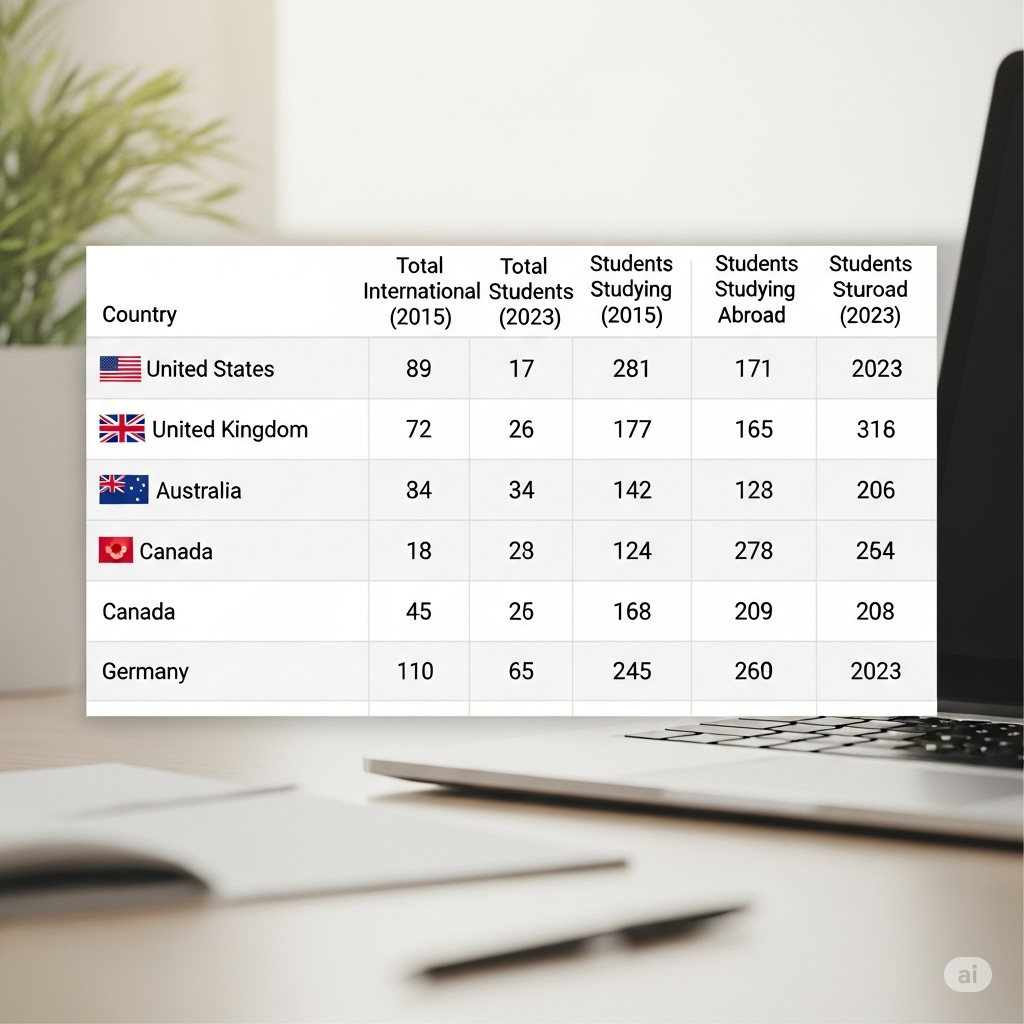 Country
Total International (2015)
Total Students (2023)
Students Studying (2015)
Students Studying Abroad
Students Sturoad (2023)
United States 89 17 281 171 2023
United Kingdom 72 26 177 165 316
Australia 84 34 142 128 206
Canada 18 28 124 278 254
Canada 45 25 168 209 208
Germany 110 65 245 260 2023
ai